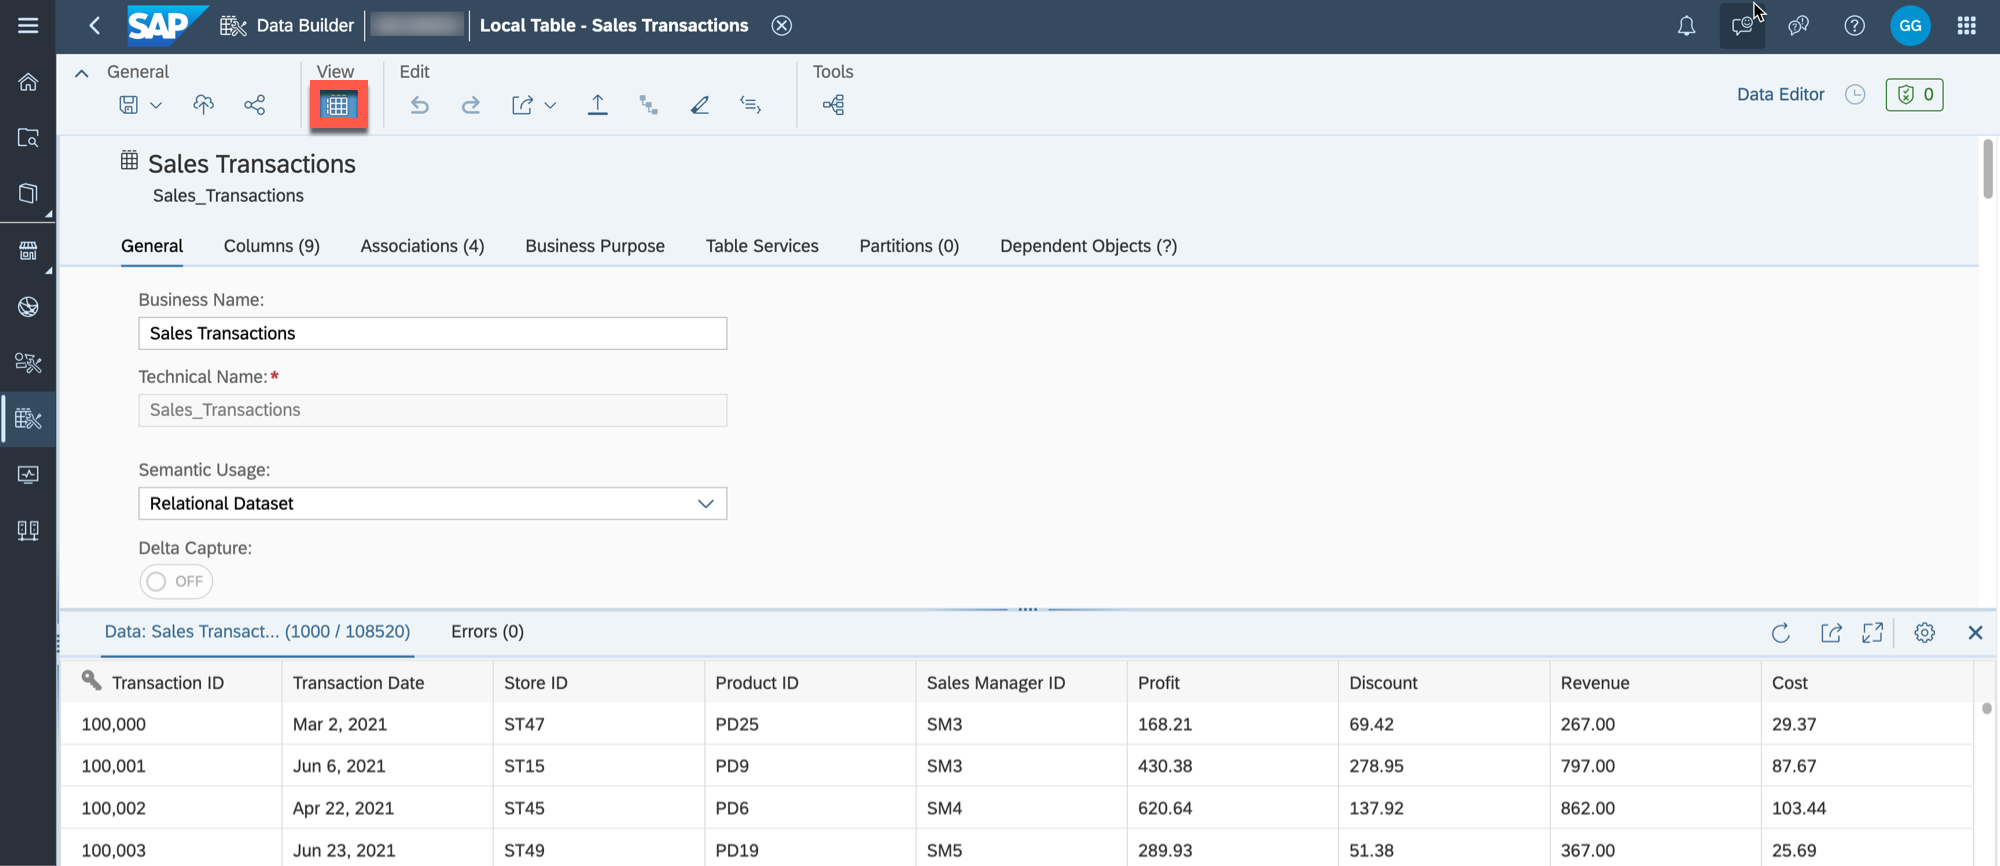 SAP Data Builder Local Table - Sales Transactions GG
General View Edit Tools
Data Editor 0
Sales Transactions
Sales_Transactions
General Columns (9) Associations (4) Business Purpose Table Services Partitions (0) Dependent Objects (?)
Business Name:
Sales Transactions
Technical Name:*
Sales_Transactions
Semantic Usage:
Relational Dataset
Delta Capture:
OFF
Data: Sales Transact... (1000 / 108520) Errors (0)
Transaction ID Transaction Date Store ID Product ID Sales Manager ID Profit Discount Revenue Cost
100,000 Mar 2, 2021 ST47 PD25 SM3 168.21 69.42 267.00 29.37
100,001 Jun 6, 2021 ST15 PD9 SM3 430.38 278.95 797.00 87.67
100,002 Apr 22, 2021 ST45 PD6 SM4 620.64 137.92 862.00 103.44
100,003 Jun 23, 2021 ST49 PD19 SM5 289.93 51.38 367.00 25.69